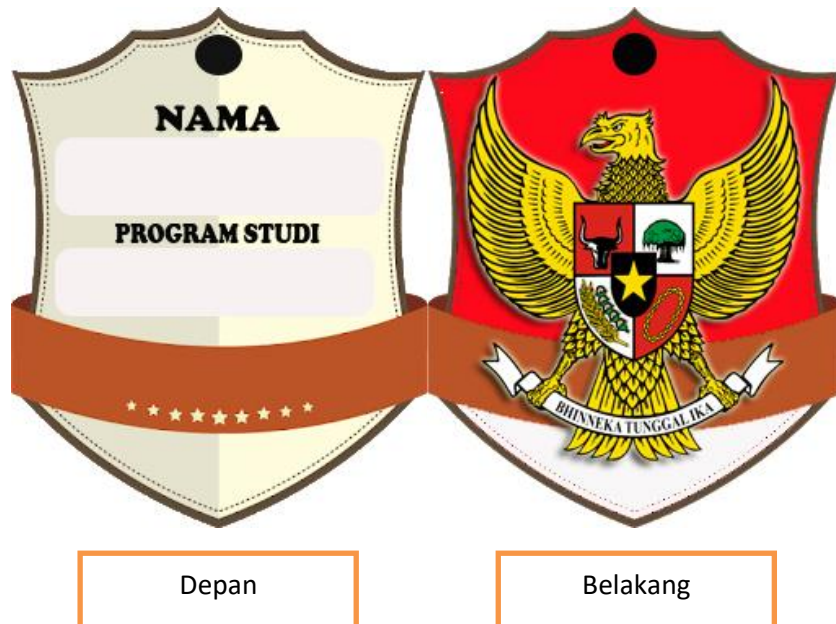 NAMA
PROGRAM STUDI
BHINNEKA TUNGGAL IKA
Depan
Belakang